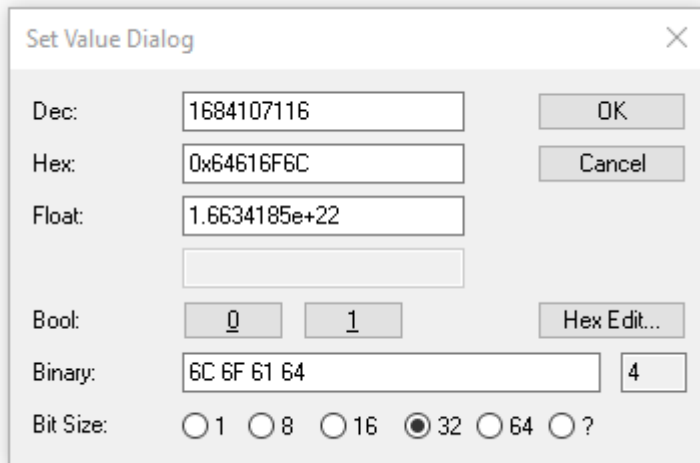 Set Value Dialog
Dec: 1684107116 OK
Hex: 0x64616F6C Cancel
Float: 1.6634185e+22
Bool: 0 1 Hex Edit...
Binary: 6C 6F 61 64 4
Bit Size: 1 8 16 32 64 ?